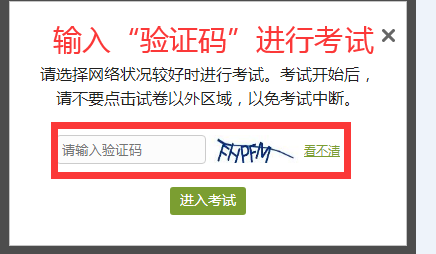 输入“验证码”进行考试
请选择网络状况较好时进行考试。考试开始后，
请不要点击试卷以外区域，以免考试中断。
请输入验证码 FHPFM 看不清
进入考试